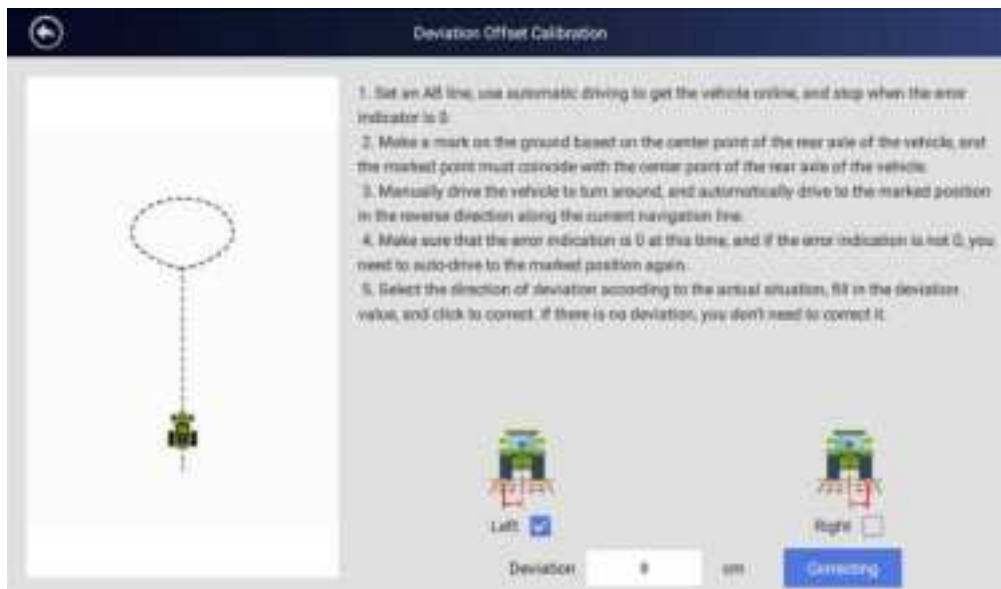 Deviation Offset Calibration
1. Set an AB line, use automatic driving to get the vehicle online, and stop when the error
indicator is 0.
2. Make a mark on the ground based on the center point of the rear axle of the vehicle, and
the marked point must coincide with the center point of the rear axle of the vehicle.
3. Manually drive the vehicle to turn around, and automatically drive to the marked position
in the reverse direction along the current navigation line.
4. Make sure that the error indication is 0 at this time, and if the error indication is not 0, you
need to auto-drive to the marked position again.
5. Select the direction of deviation according to the actual situation, fill in the deviation
value, and click to correct. If there is no deviation, you don't need to correct it.
Left Right
Deviation cm Correcting